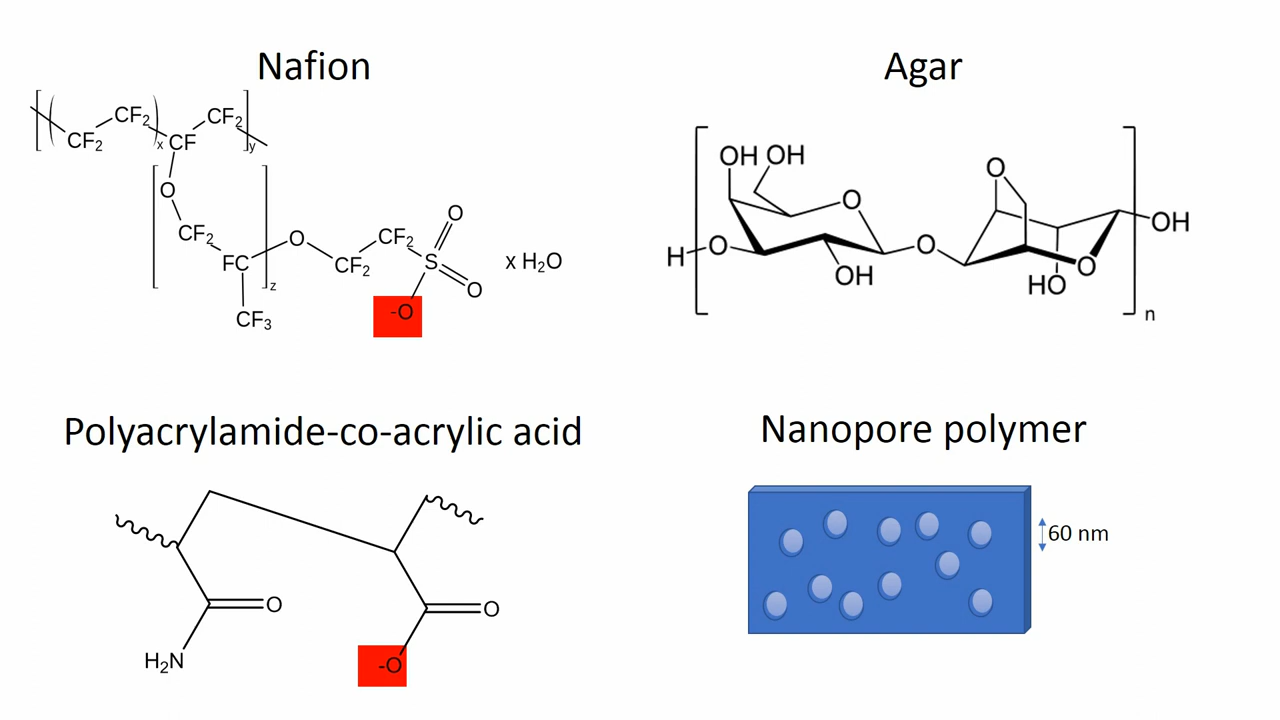 Nafion
Agar
CF2
CF2
CF2
x
CF
y
O
CF2
FC
z
CF3
O
CF2
CF2
O
S
O
-O
x H2O
OH
OH
O
H
O
OH
O
O
O
HO
OH
n
Polyacrylamide-co-acrylic acid
Nanopore polymer
O
H2N
O
-O
60 nm